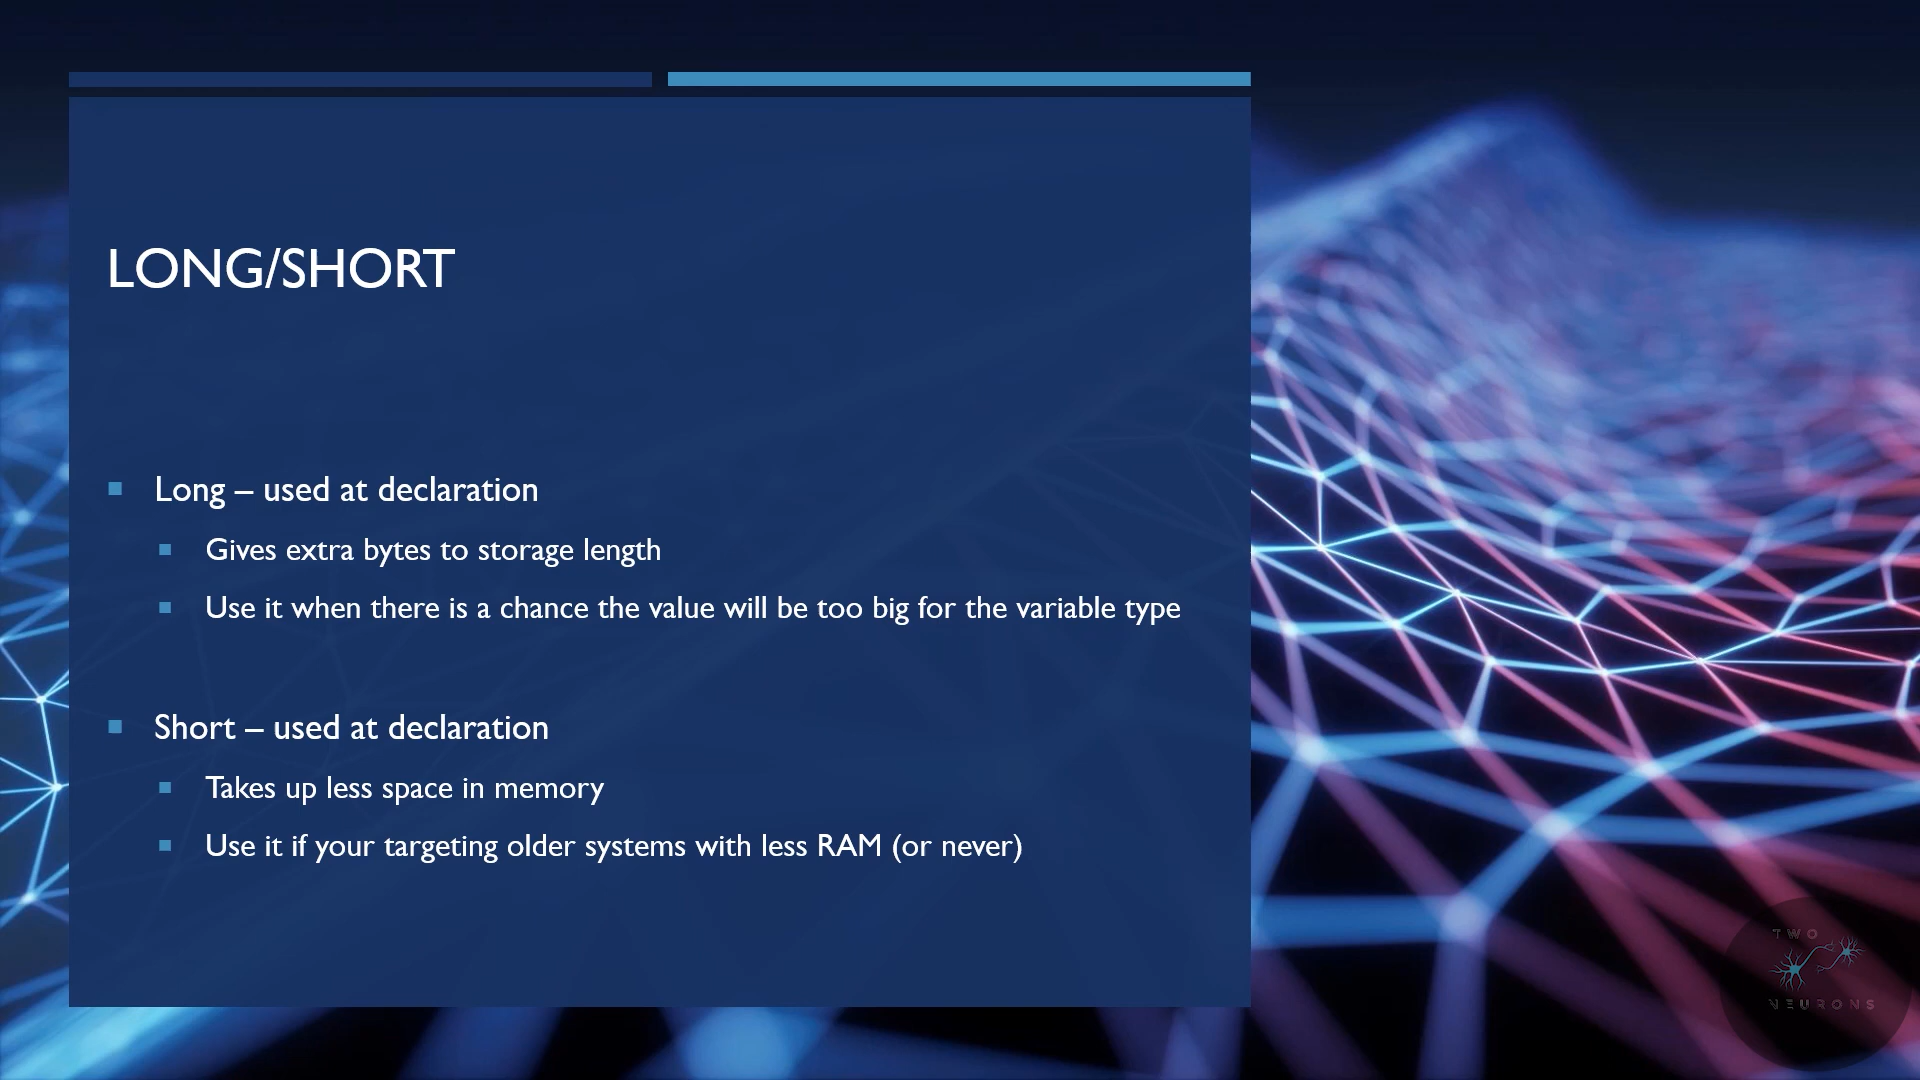 LONG/SHORT
Long – used at declaration
Gives extra bytes to storage length
Use it when there is a chance the value will be too big for the variable type
Short – used at declaration
Takes up less space in memory
Use it if your targeting older systems with less RAM (or never)
TWO
NEURONS